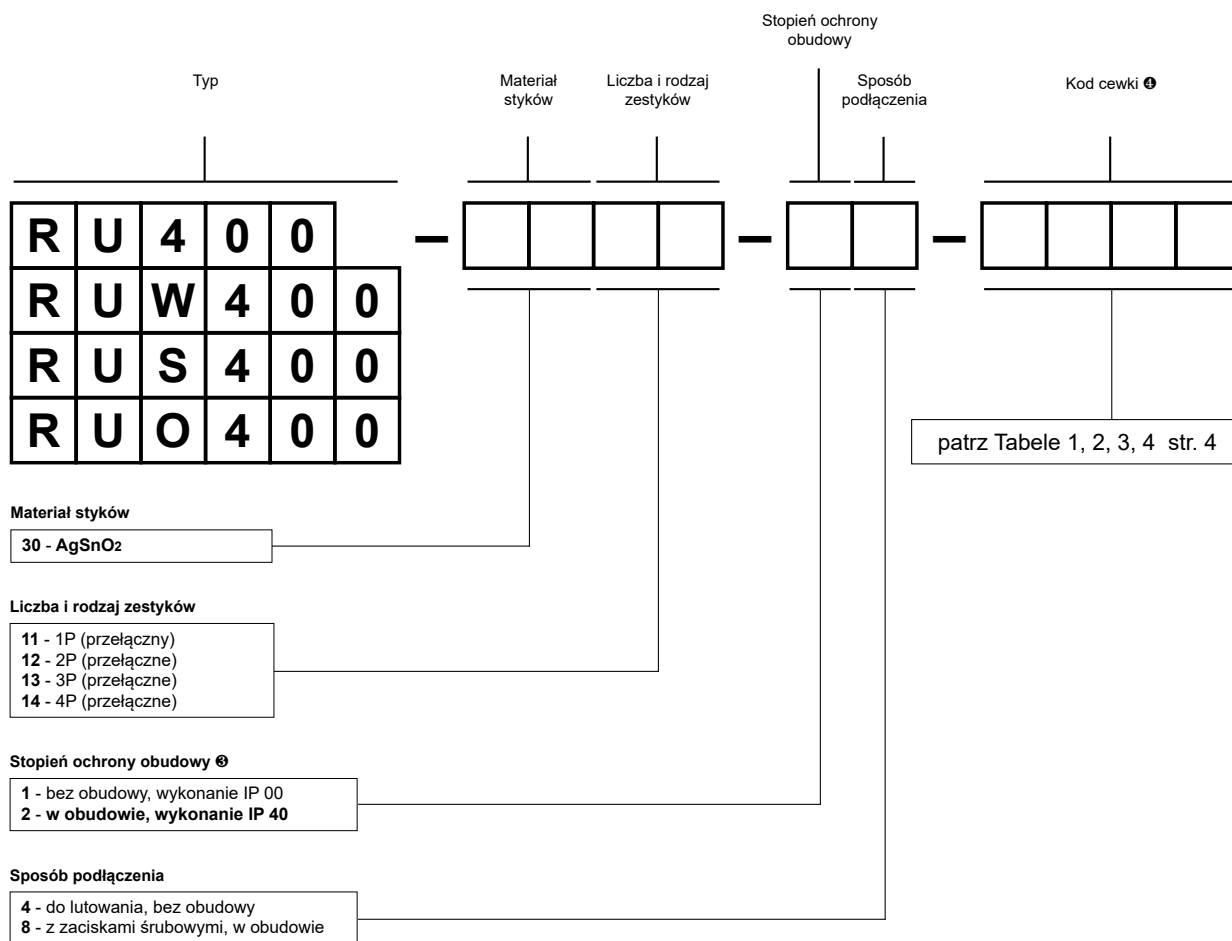 Stopień ochrony
obudowy
Typ
Materiał
styków
Liczba i rodzaj
zestyków
Sposób
podłączenia
Kod cewki ❹
R U 4 0 0 – – –
R U W 4 0 0
R U S 4 0 0
R U O 4 0 0
patrz Tabele 1, 2, 3, 4 str. 4
Materiał styków
30 - AgSnO2
Liczba i rodzaj zestyków
11 - 1P (przełączny)
12 - 2P (przełączne)
13 - 3P (przełączne)
14 - 4P (przełączne)
Stopień ochrony obudowy ❸
1 - bez obudowy, wykonanie IP 00
2 - w obudowie, wykonanie IP 40
Sposób podłączenia
4 - do lutowania, bez obudowy
8 - z zaciskami śrubowymi, w obudowie